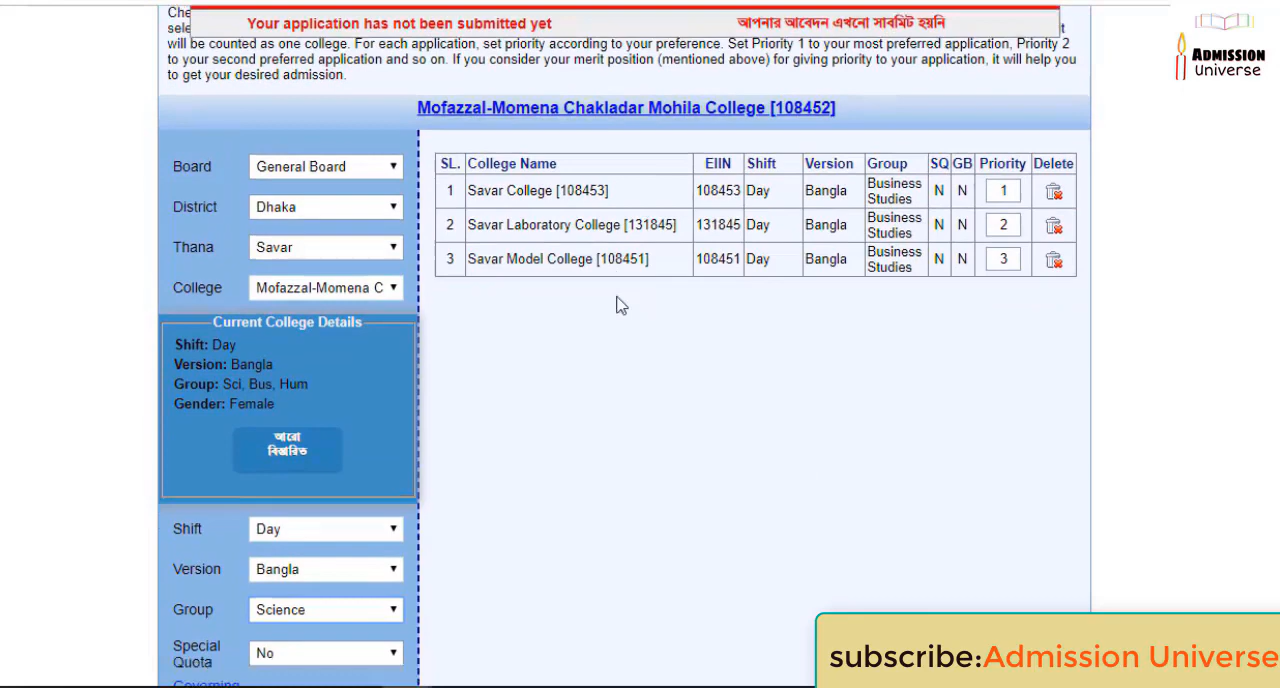 Your application has not been submitted yet
আপনার আবেদন এখনো সাবমিট হয়নি
ADMISSION
UNIVERSE
will be counted as one college. For each application, set priority according to your preference. Set Priority 1 to your most preferred application, Priority 2
to your second preferred application and so on. If you consider your merit position (mentioned above) for giving priority to your application, it will help you
to get your desired admission.
Mofazzal-Momena Chakladar Mohila College [108452]
Board General Board
District Dhaka
Thana Savar
College Mofazzal-Momena C
Current College Details
Shift: Day
Version: Bangla
Group: Sci, Bus, Hum
Gender: Female
আরো
বিস্তারিত
Shift Day
Version Bangla
Group Science
Special
Quota No
Governing
SL. College Name EIIN Shift Version Group SQ GB Priority Delete
1 Savar College [108453] 108453 Day Bangla Business Studies N N 1
2 Savar Laboratory College [131845] 131845 Day Bangla Business Studies N N 2
3 Savar Model College [108451] 108451 Day Bangla Business Studies N N 3
subscribe:Admission Universe